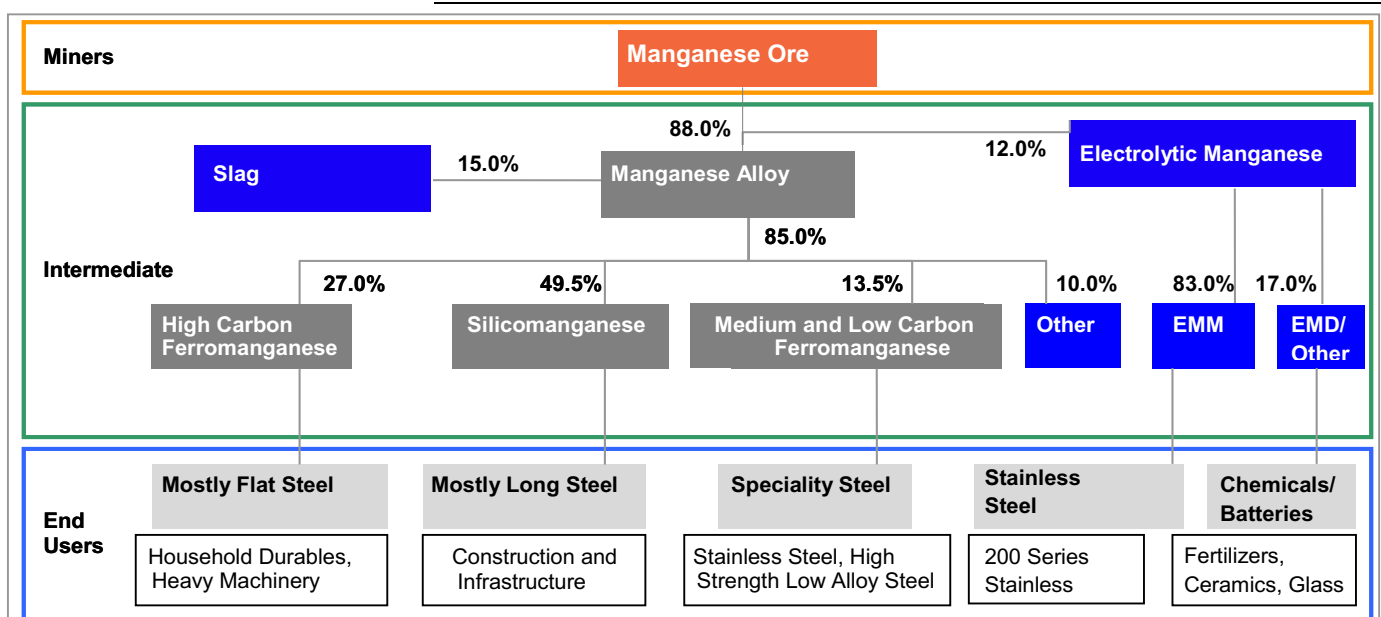 Miners
Manganese Ore
88.0%
12.0%
Electrolytic Manganese
Slag
15.0%
Manganese Alloy
85.0%
Intermediate
27.0%
49.5%
13.5%
10.0%
83.0%
17.0%
High Carbon
Ferromanganese
Silicomanganese
Medium and Low Carbon
Ferromanganese
Other
EMM
EMD/
Other
End
Users
Mostly Flat Steel
Mostly Long Steel
Speciality Steel
Stainless
Steel
Chemicals/
Batteries
Household Durables,
Heavy Machinery
Construction and
Infrastructure
Stainless Steel, High
Strength Low Alloy Steel
200 Series
Stainless
Fertilizers,
Ceramics, Glass